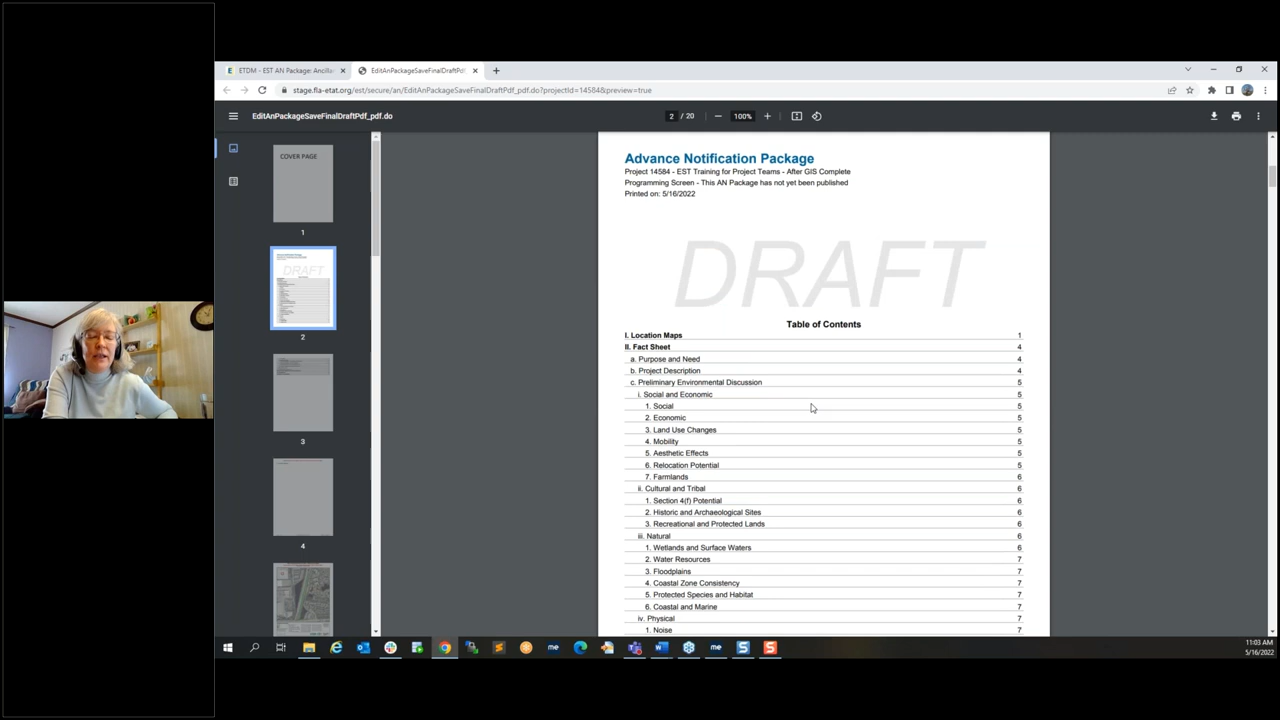 ETDM - EST AN Package: Ancilla
EditAnPackageSaveFinalDraftPdf
stage.fla-etat.org/est/secure/an/EditAnPackageSaveFinalDraftPdf_pdf.do?projectId=14584&preview=true
EditAnPackageSaveFinalDraftPdf_pdf.do
2 / 20
100%
COVER PAGE
1
2
3
4
Advance Notification Package
Project 14584 - EST Training for Project Teams - After GIS Complete
Programming Screen - This AN Package has not yet been published
Printed on: 5/16/2022
DRAFT
Table of Contents
I. Location Maps 1
II. Fact Sheet 4
a. Purpose and Need 4
b. Project Description 4
c. Preliminary Environmental Discussion 5
i. Social and Economic 5
1. Social 5
2. Economic 5
3. Land Use Changes 5
4. Mobility 5
5. Aesthetic Effects 5
6. Relocation Potential 5
7. Farmlands 6
ii. Cultural and Tribal 6
1. Section 4(f) Potential 6
2. Historic and Archaeological Sites 6
3. Recreational and Protected Lands 6
iii. Natural 6
1. Wetlands and Surface Waters 6
2. Water Resources 7
3. Floodplains 7
4. Coastal Zone Consistency 7
5. Protected Species and Habitat 7
6. Coastal and Marine 7
iv. Physical 7
1. Noise 7
me
me
11:03 AM
5/16/2022